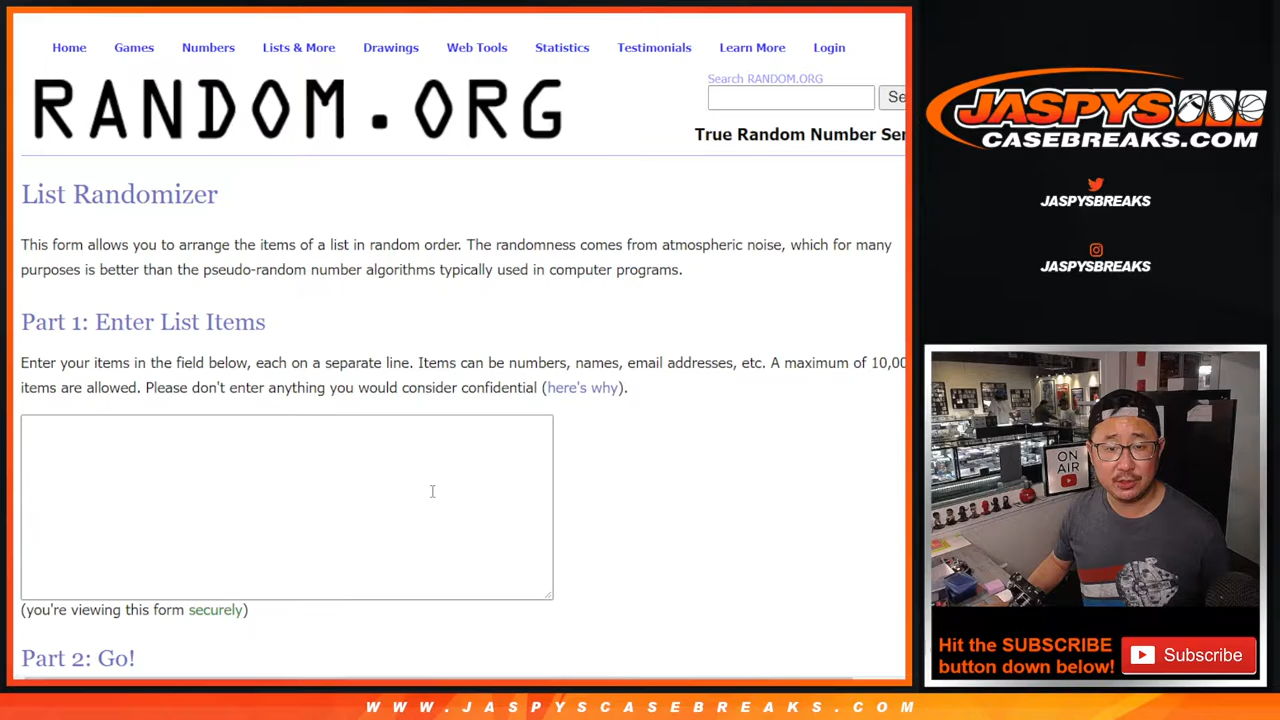 Home Games Numbers Lists & More Drawings Web Tools Statistics Testimonials Learn More Login
RANDOM.ORG
Search RANDOM.ORG
Se
True Random Number Ser
List Randomizer
This form allows you to arrange the items of a list in random order. The randomness comes from atmospheric noise, which for many
purposes is better than the pseudo-random number algorithms typically used in computer programs.
Part 1: Enter List Items
Enter your items in the field below, each on a separate line. Items can be numbers, names, email addresses, etc. A maximum of 10,00
items are allowed. Please don't enter anything you would consider confidential (here's why).
(you're viewing this form securely)
Part 2: Go!
JASPYS
CASEBREAKS.COM
JASPYSBREAKS
JASPYSBREAKS
ON
AIR
Hit the SUBSCRIBE
button down below!
Subscribe
WWW.JASPYSCASEBREAKS.COM